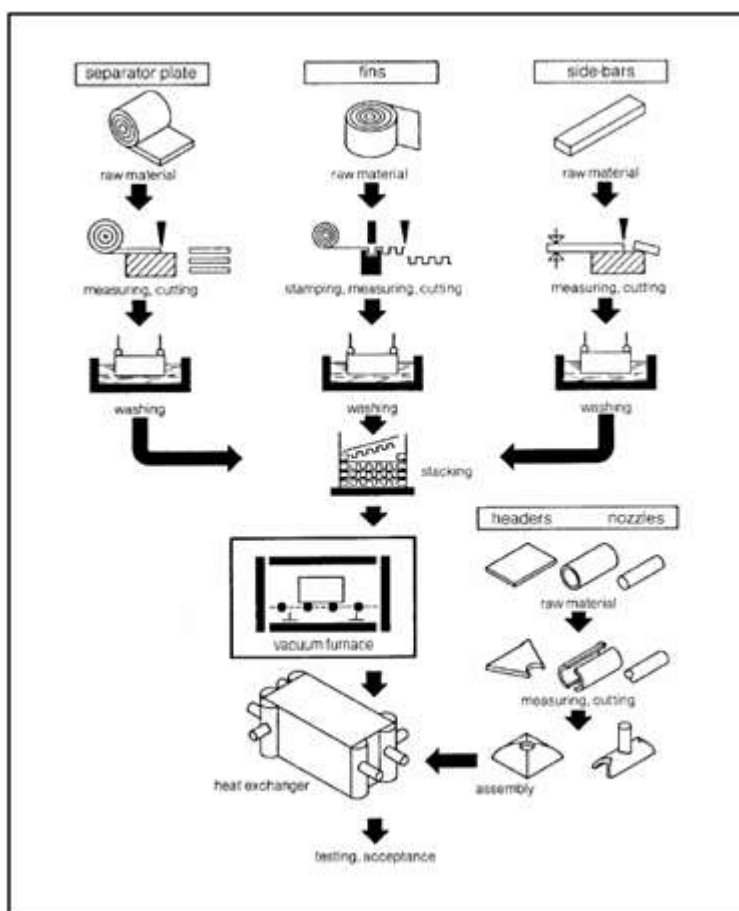 separator plate
fins
side-bars
raw material
raw material
raw material
measuring, cutting
stamping, measuring, cutting
measuring, cutting
washing
washing
washing
stacking
headers nozzles
raw material
vacuum furnace
measuring, cutting
heat exchanger
assembly
testing, acceptance